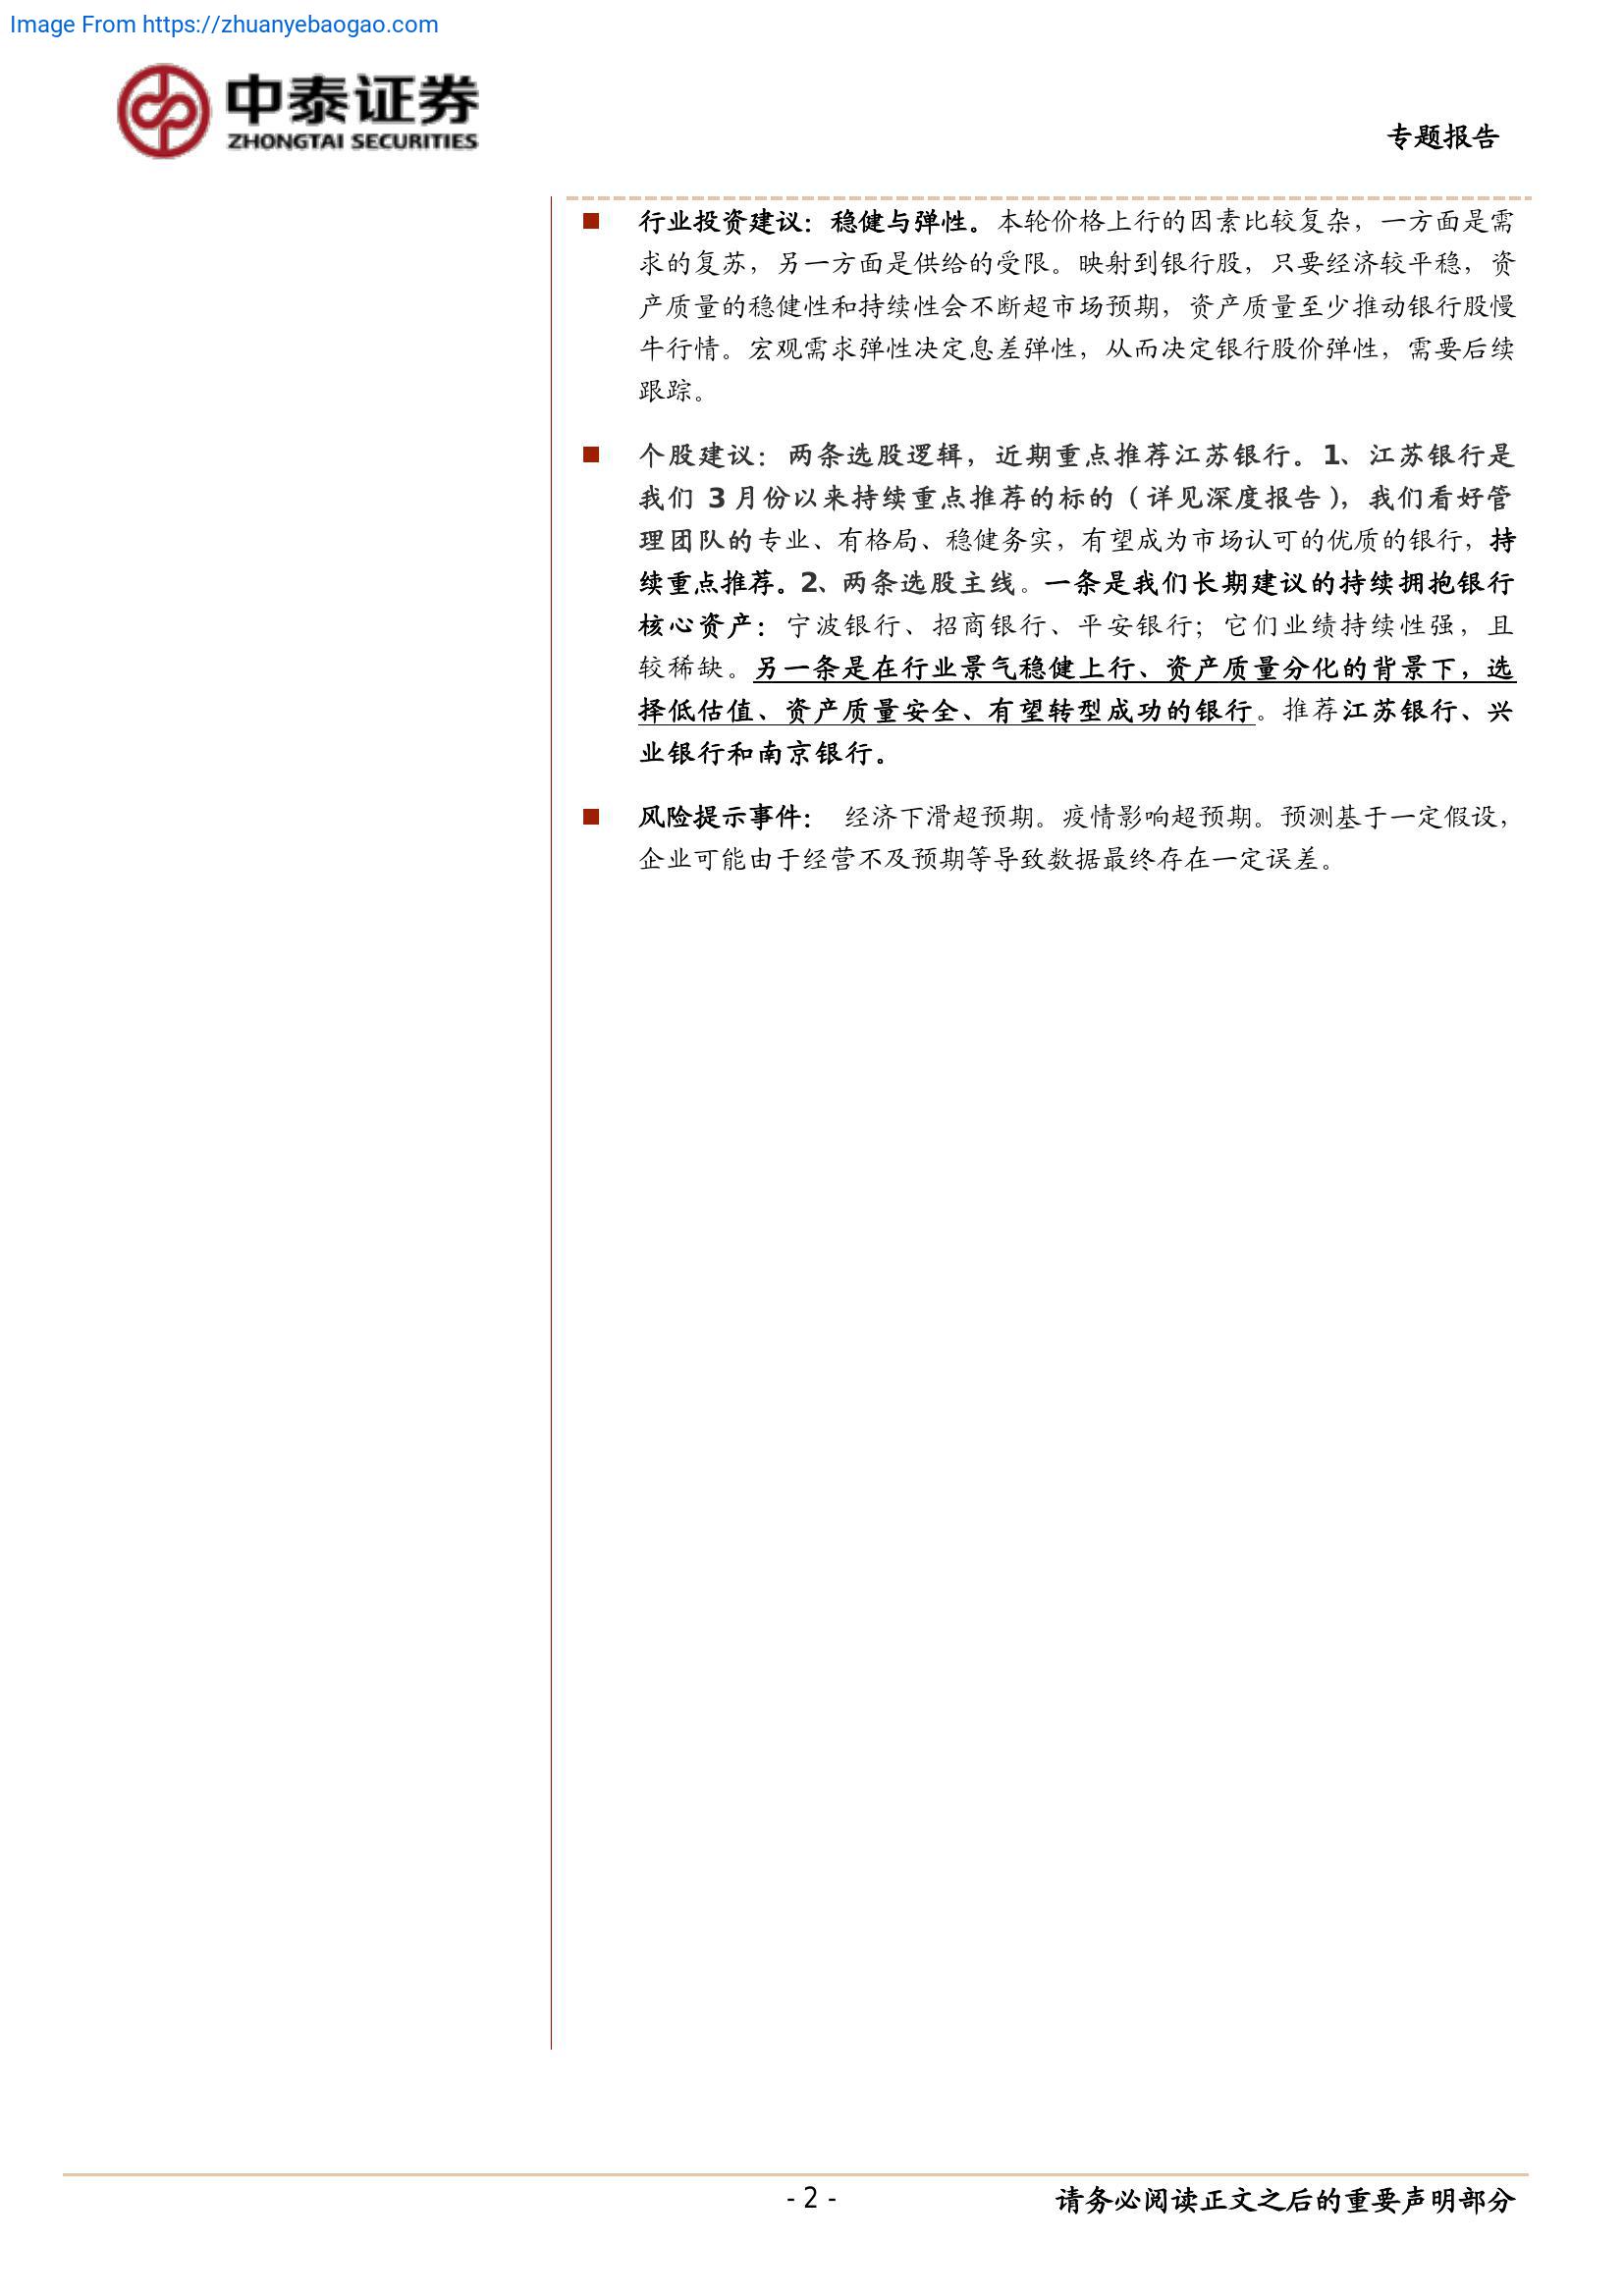 Image From https://zhuanyebaogao.com
中泰证券
ZHONGTAI SECURITIES
专题报告
■ 行业投资建议：稳健与弹性。本轮价格上行的因素比较复杂，一方面是需
求的复苏，另一方面是供给的受限。映射到银行股，只要经济较平稳，资
产质量的稳健性和持续性会不断超市场预期，资产质量至少推动银行股慢
牛行情。宏观需求弹性决定息差弹性，从而决定银行股价弹性，需要后续
跟踪。
■ 个股建议：两条选股逻辑，近期重点推荐江苏银行。1、江苏银行是
我们 3 月份以来持续重点推荐的标的（详见深度报告），我们看好管
理团队的专业、有格局、稳健务实，有望成为市场认可的优质的银行，持
续重点推荐。2、两条选股主线。一条是我们长期建议的持续拥抱银行
核心资产：宁波银行、招商银行、平安银行；它们业绩持续性强，且
较稀缺。另一条是在行业景气稳健上行、资产质量分化的背景下，选
择低估值、资产质量安全、有望转型成功的银行。推荐江苏银行、兴
业银行和南京银行。
■ 风险提示事件： 经济下滑超预期。疫情影响超预期。预测基于一定假设，
企业可能由于经营不及预期等导致数据最终存在一定误差。
- 2 -
请务必阅读正文之后的重要声明部分